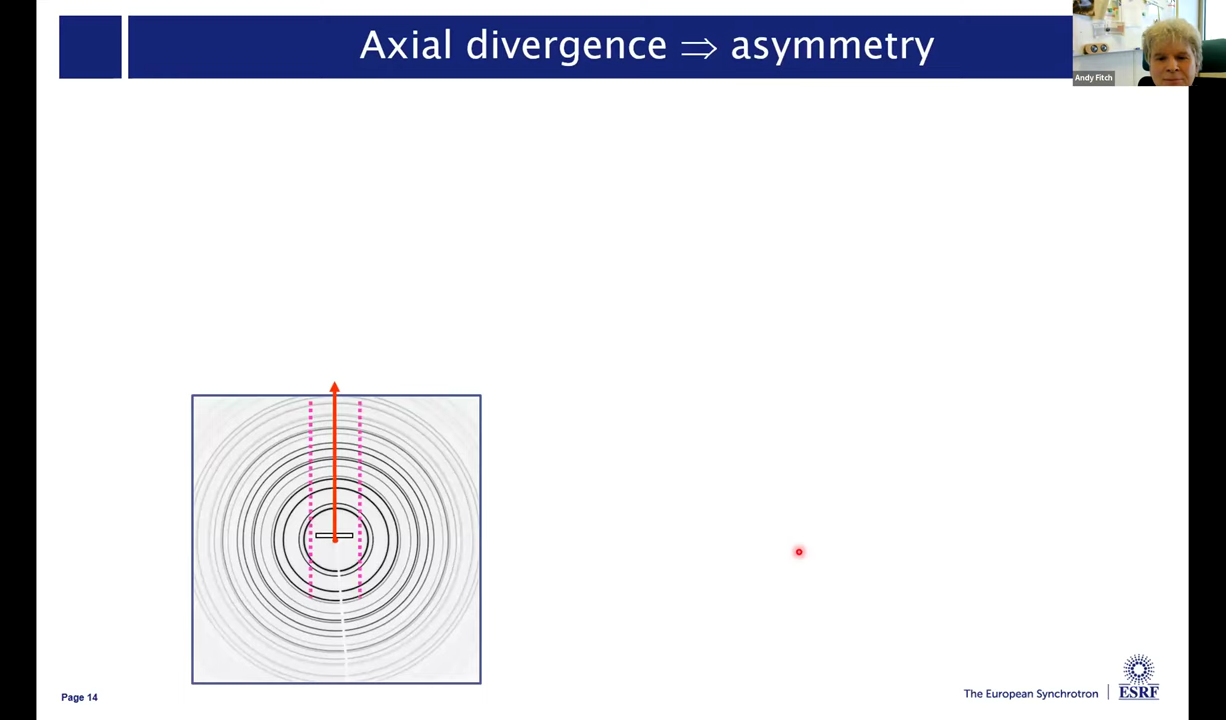 Axial divergence ⇒ asymmetry
Andy Fitch
Page 14
The European Synchrotron
ESRF